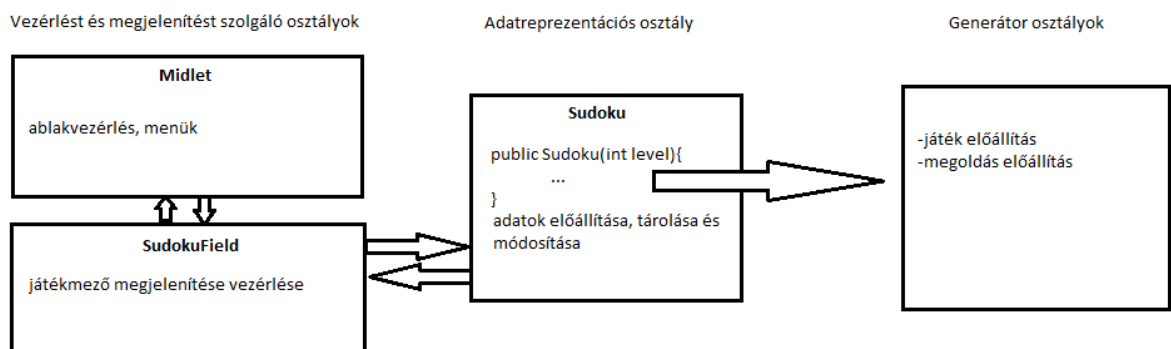 Vezérlést és megjelenítést szolgáló osztályok
Adatreprezentációs osztály
Generátor osztályok
Midlet
ablakvezérlés, menük
SudokuField
játékmező megjelenítése vezérlése
Sudoku
public Sudoku(int level){
...
}
adatok előállítása, tárolása és
módosítása
-játék előállítás
-megoldás előállítás